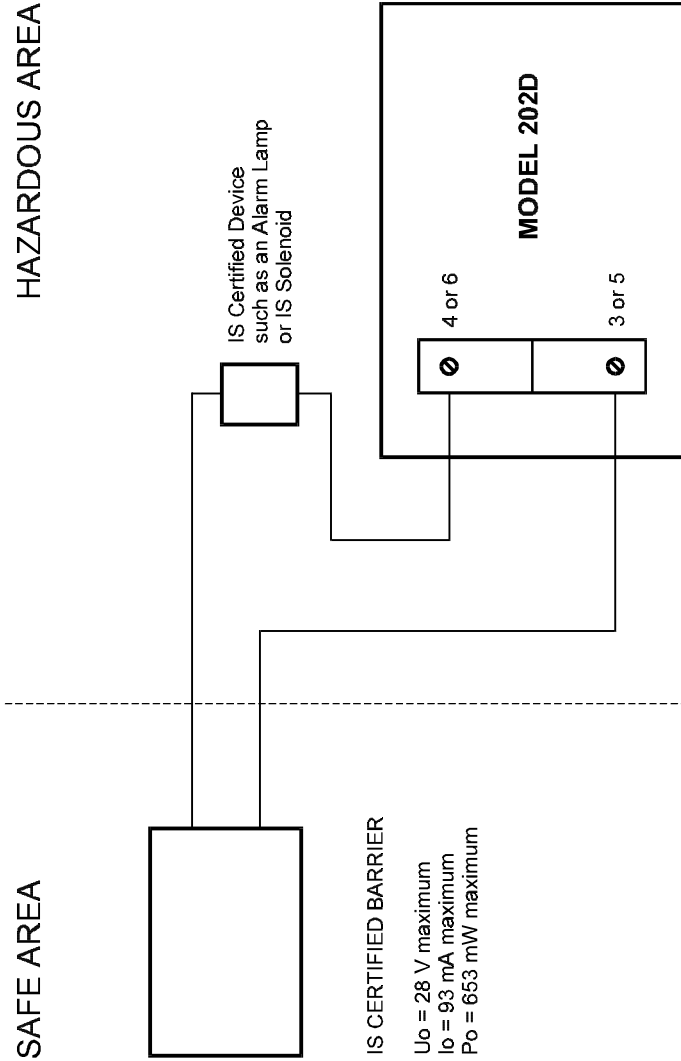 SAFE AREA
HAZARDOUS AREA
IS Certified Device
such as an Alarm Lamp
or IS Solenoid
IS CERTIFIED BARRIER
Uo = 28 V maximum
Io = 93 mA maximum
Po = 653 mW maximum
4 or 6
3 or 5
MODEL 202D